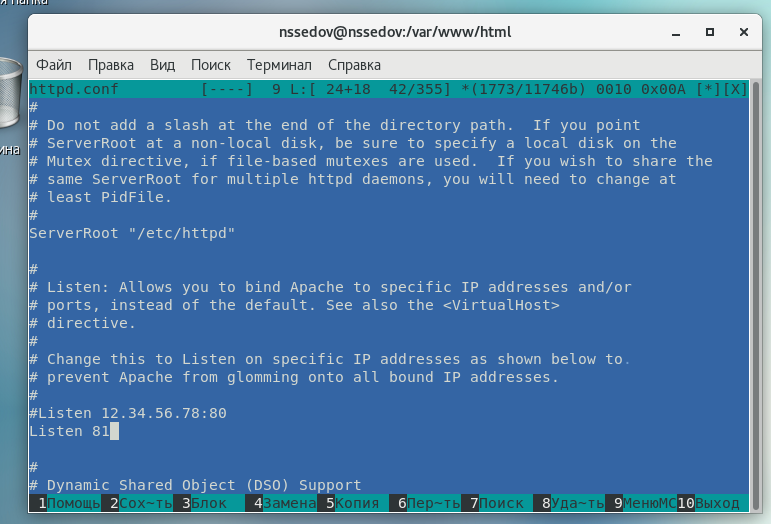 nssedov@nssedov:/var/www/html
Файл Правка Вид Поиск Терминал Справка
httpd.conf [----] 9 L:[ 24+18 42/355] *(1773/11746b) 0010 0x00A [*][X]
#
# Do not add a slash at the end of the directory path. If you point
# ServerRoot at a non-local disk, be sure to specify a local disk on the
# Mutex directive, if file-based mutexes are used. If you wish to share the
# same ServerRoot for multiple httpd daemons, you will need to change at
# least PidFile.
#
ServerRoot "/etc/httpd"
#
# Listen: Allows you to bind Apache to specific IP addresses and/or
# ports, instead of the default. See also the <VirtualHost>
# directive.
#
# Change this to Listen on specific IP addresses as shown below to.
# prevent Apache from glomming onto all bound IP addresses.
#
#Listen 12.34.56.78:80
Listen 81
#
# Dynamic Shared Object (DSO) Support
1Помощь 2Сох~ть 3Блок 4Замена 5Копия 6Пер~ть 7Поиск 8Уда~ть 9МенюMC 10Выход